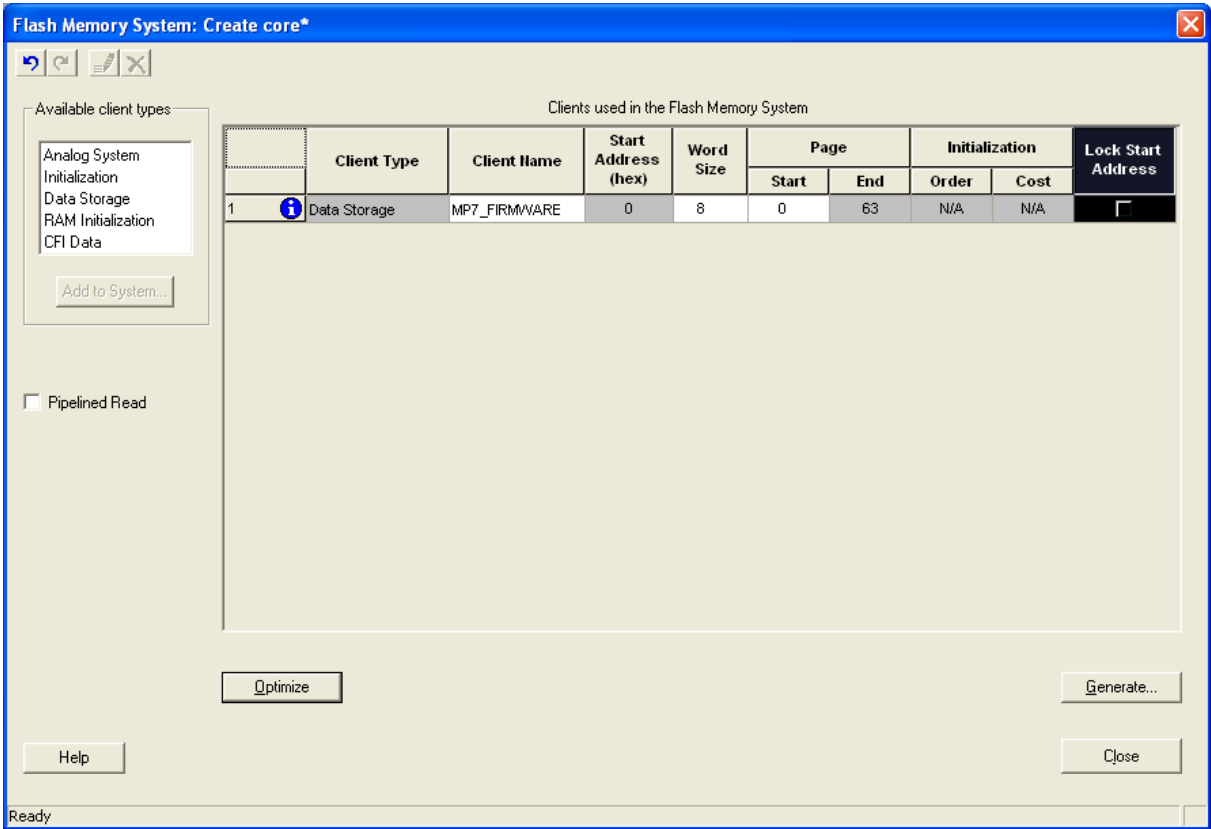 Flash Memory System: Create core*
Available client types
Analog System
Initialization
Data Storage
RAM Initialization
CFI Data
Add to System...
Pipelined Read
Clients used in the Flash Memory System
Client Type Client Name Start Address (hex) Word Size Page Initialization Lock Start Address
Start End Order Cost
1 Data Storage MP7_FIRMWARE 0 8 0 63 N/A N/A
Optimize
Generate...
Help
Close
Ready